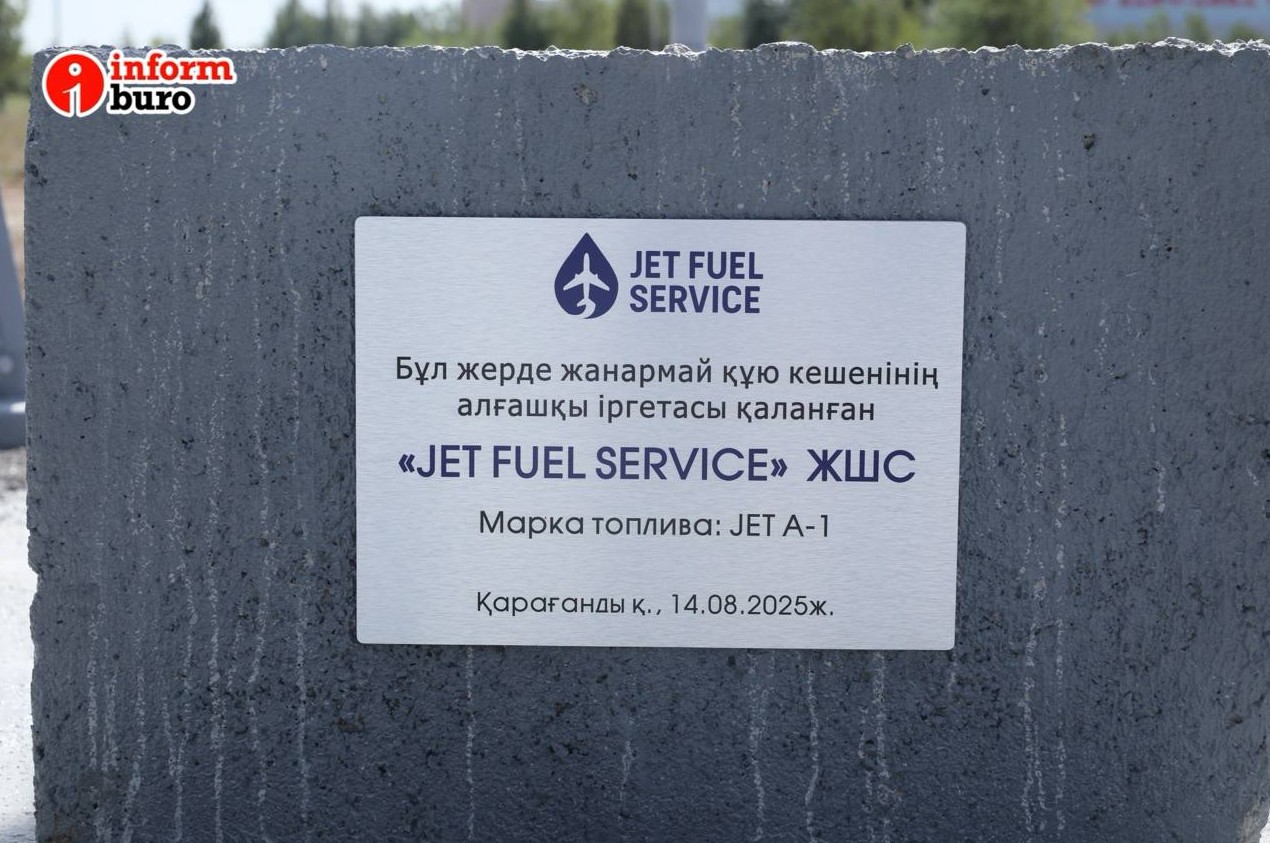 inform
buro
JET FUEL
SERVICE
Бұл жерде жанармай құю кешенінің
алғашқы іргетасы қаланған
«JET FUEL SERVICE» ЖШС
Марка топлива: JET A-1
Қарағанды қ., 14.08.2025ж.